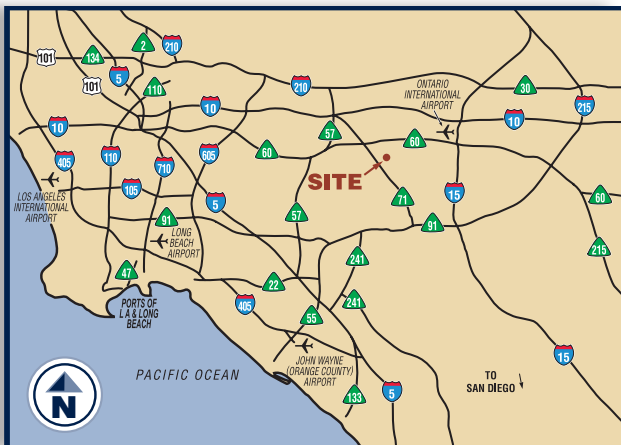 2
210
101
134
5
101
110
210
ONTARIO
INTERNATIONAL
AIRPORT
30
215
10
10
10
57
60
405
110
710
605
60
SITE
LOS ANGELES
INTERNATIONAL
AIRPORT
105
5
71
15
60
91
57
91
LONG
BEACH
AIRPORT
215
47
241
22
PORTS OF
L A & LONG
BEACH
405
241
55
JOHN WAYNE
(ORANGE COUNTY)
AIRPORT
15
PACIFIC OCEAN
TO
SAN DIEGO
133
5
N